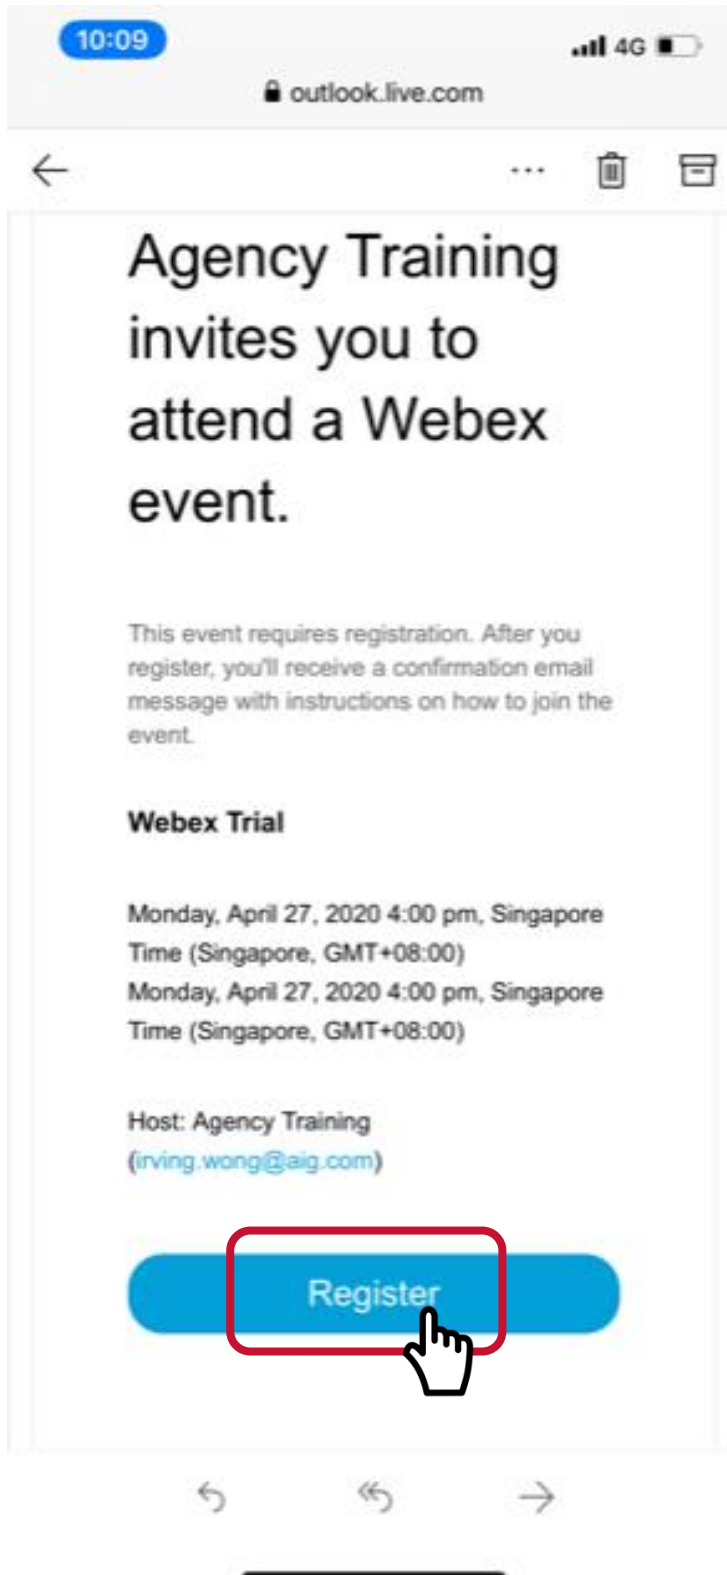 10:09
4G
outlook.live.com
Agency Training
invites you to
attend a Webex
event.
This event requires registration. After you
register, you'll receive a confirmation email
message with instructions on how to join the
event.
Webex Trial
Monday, April 27, 2020 4:00 pm, Singapore
Time (Singapore, GMT+08:00)
Monday, April 27, 2020 4:00 pm, Singapore
Time (Singapore, GMT+08:00)
Host: Agency Training
(irving.wong@aig.com)
Register